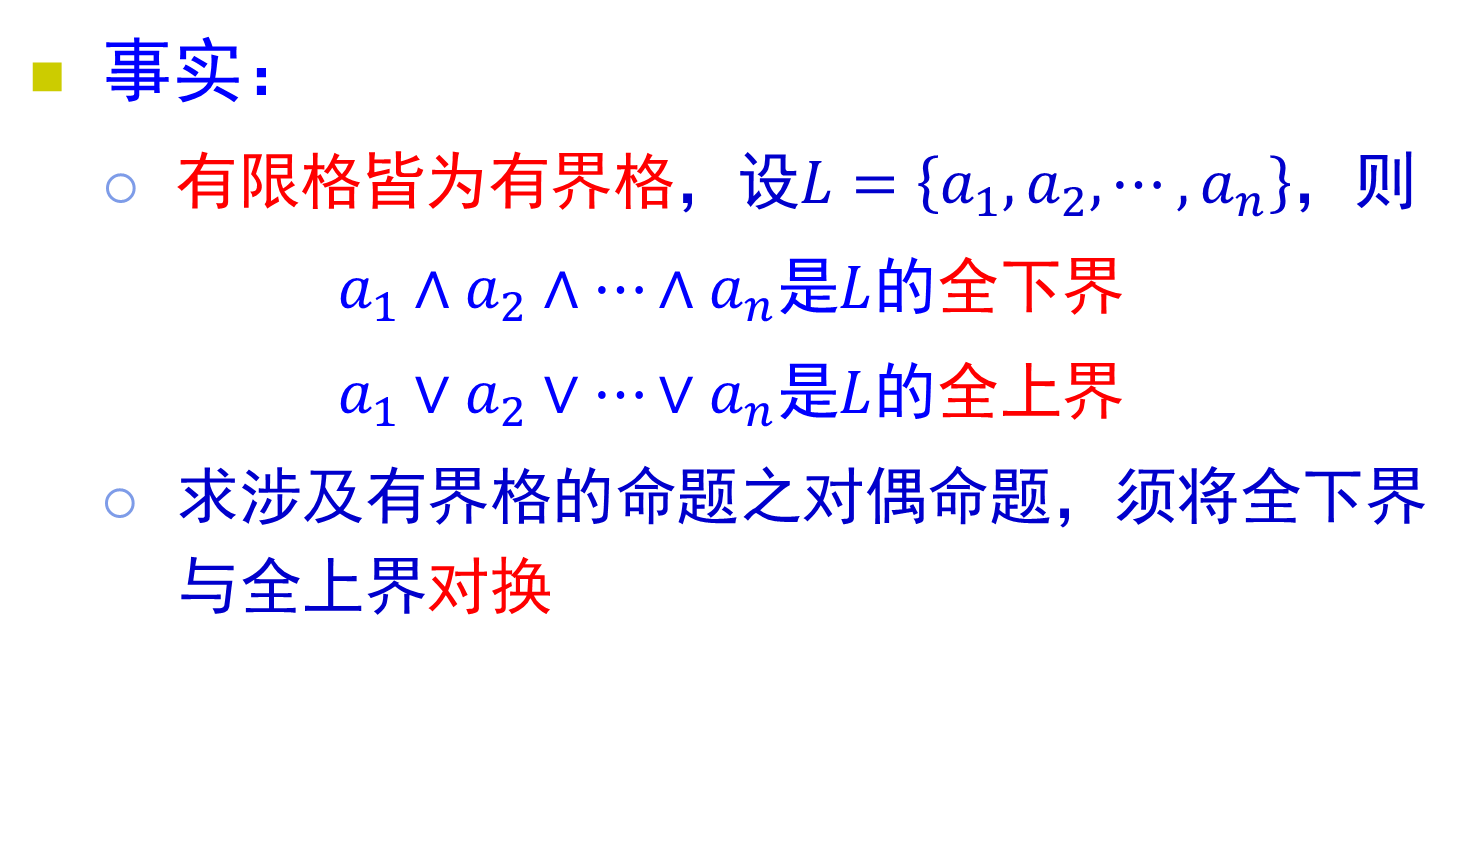 事实：
有限格皆为有界格，设L = {a₁, a₂, ⋯ , aₙ}，则
a₁ ∧ a₂ ∧ ⋯ ∧ aₙ是L的全下界
a₁ ∨ a₂ ∨ ⋯ ∨ aₙ是L的全上界
求涉及有界格的命题之对偶命题，须将全下界
与全上界对换